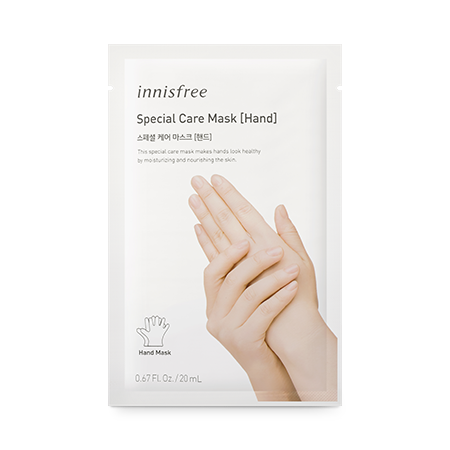 innisfree
Special Care Mask [Hand]
스페셜 케어 마스크 [핸드]
This special care mask makes hands look healthy
by moisturizing and nourishing the skin.
Hand Mask
0.67 Fl. Oz. / 20 mL